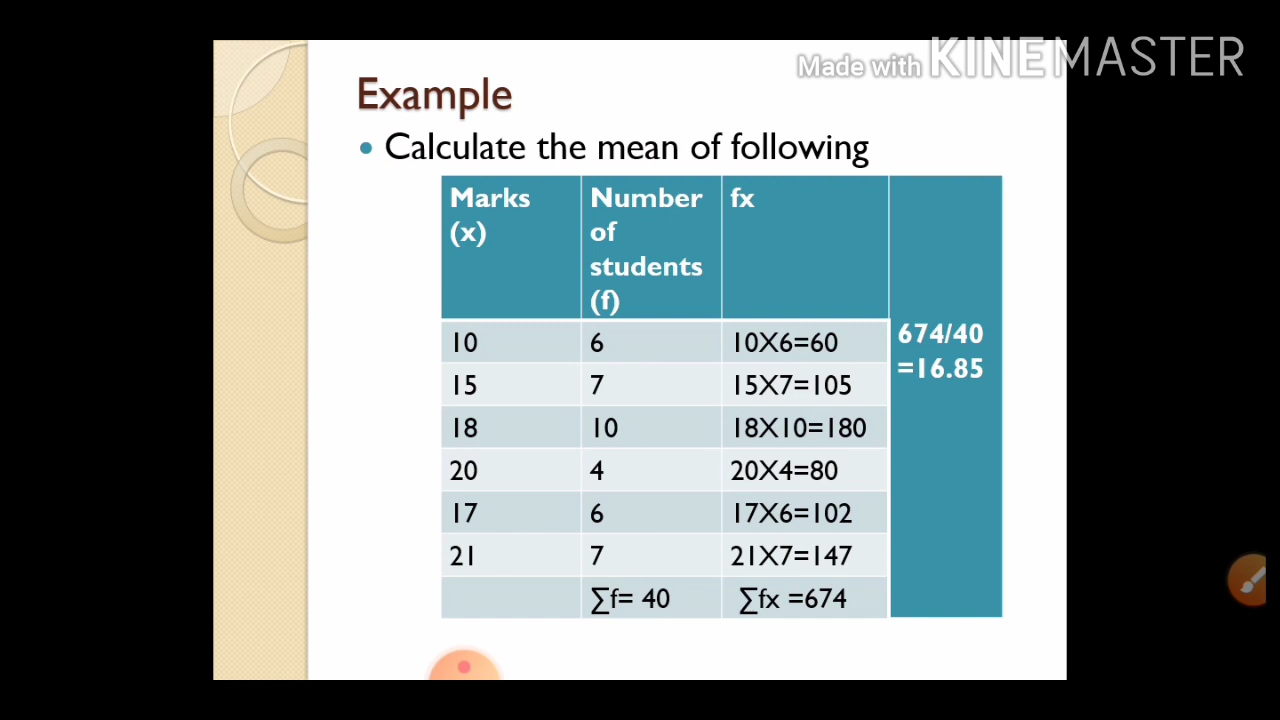 Made with KINEMASTER
Example
• Calculate the mean of following
Marks (x) Number of students (f) fx
10 6 10X6=60
15 7 15X7=105
18 10 18X10=180
20 4 20X4=80
17 6 17X6=102
21 7 21X7=147
∑f= 40 ∑fx =674
674/40
=16.85